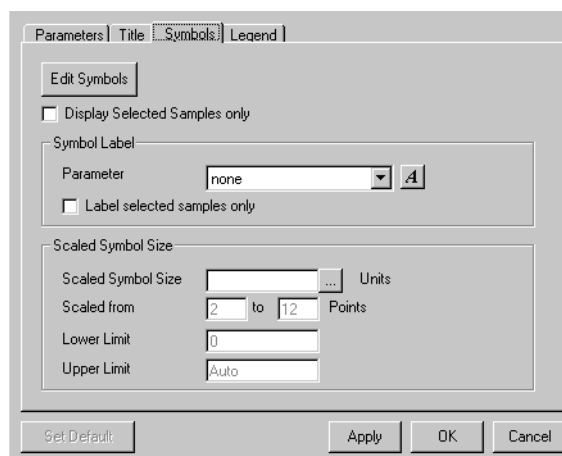 Parameters Title Symbols Legend
Edit Symbols
Display Selected Samples only
Symbol Label
Parameter none A
Label selected samples only
Scaled Symbol Size
Scaled Symbol Size ... Units
Scaled from 2 to 12 Points
Lower Limit 0
Upper Limit Auto
Set Default Apply OK Cancel